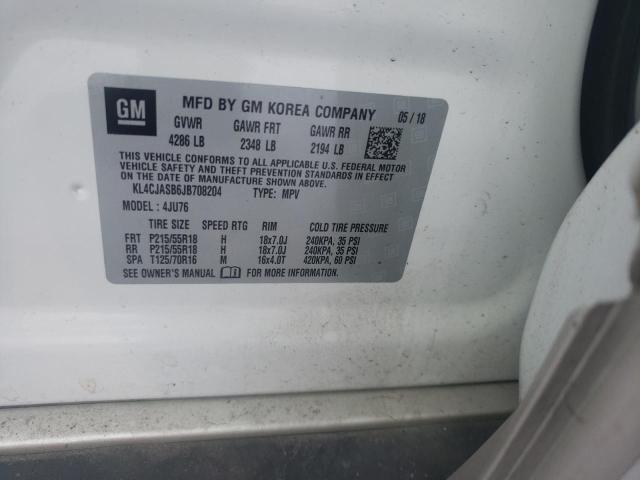 GM
MFD BY GM KOREA COMPANY 05/18
GVWR GAWR FRT GAWR RR
4286 LB 2348 LB 2194 LB
THIS VEHICLE CONFORMS TO ALL APPLICABLE U.S. FEDERAL MOTOR
VEHICLE SAFETY AND THEFT PREVENTION STANDARDS IN EFFECT
ON THE DATE OF MANUFACTURE SHOWN ABOVE.
KL4CJASB6JB708204 TYPE: MPV
MODEL: 4JU76
TIRE SIZE SPEED RTG RIM COLD TIRE PRESSURE
FRT P215/55R18 H 18x7.0J 240KPA, 35 PSI
RR P215/55R18 H 18x7.0J 240KPA, 35 PSI
SPA T125/70R16 M 16x4.0T 420KPA, 60 PSI
SEE OWNER'S MANUAL FOR MORE INFORMATION.